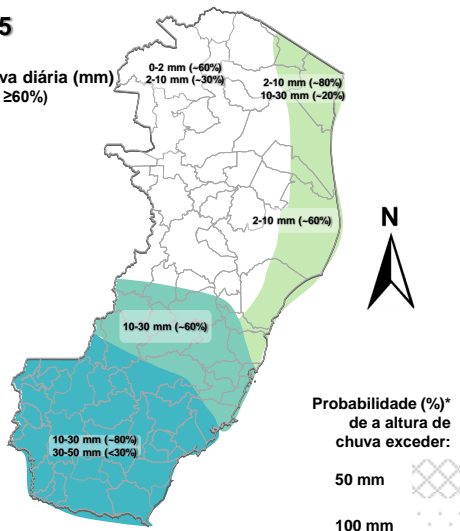 5
va diária (mm)
≥60%)
0-2 mm (~60%)
2-10 mm (~30%)
2-10 mm (~80%)
10-30 mm (~20%)
2-10 mm (~60%)
N
10-30 mm (~60%)
10-30 mm (~80%)
30-50 mm (<30%)
Probabilidade (%)*
de a altura de
chuva exceder:
50 mm
100 mm